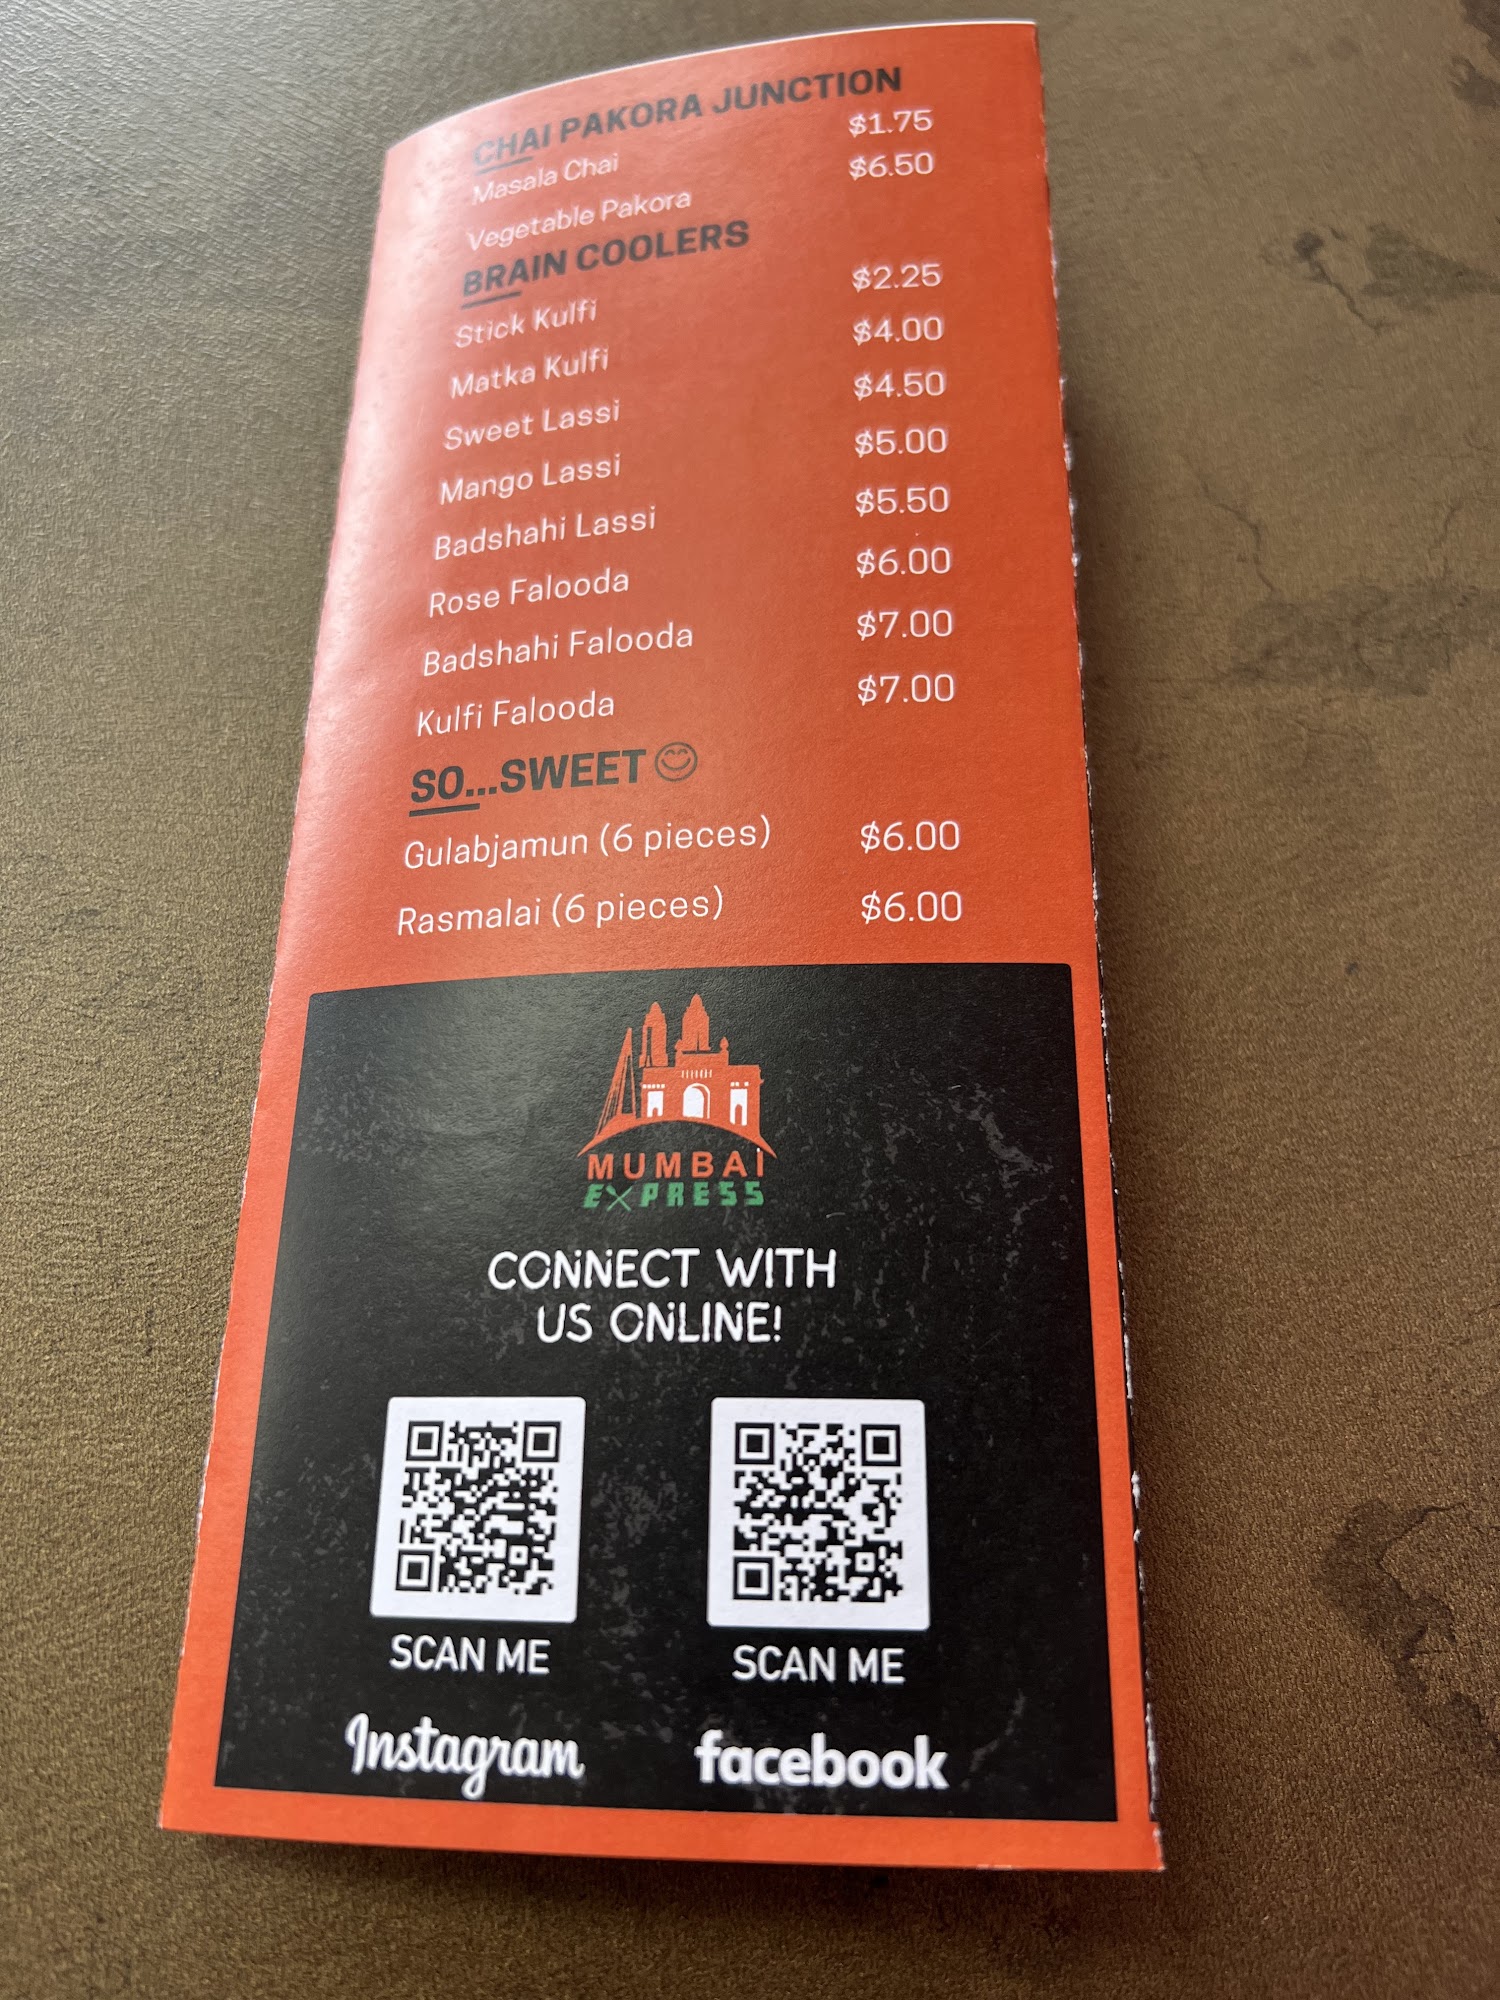 CHAI PAKORA JUNCTION
Masala Chai $1.75
Vegetable Pakora $6.50
BRAIN COOLERS
Stick Kulfi $2.25
Matka Kulfi $4.00
Sweet Lassi $4.50
Mango Lassi $5.00
Badshahi Lassi $5.50
Rose Falooda $6.00
Badshahi Falooda $7.00
Kulfi Falooda $7.00
SO...SWEET 😊
Gulabjamun (6 pieces) $6.00
Rasmalai (6 pieces) $6.00
MUMBAI
EXPRESS
CONNECT WITH
US ONLINE!
SCAN ME SCAN ME
Instagram facebook